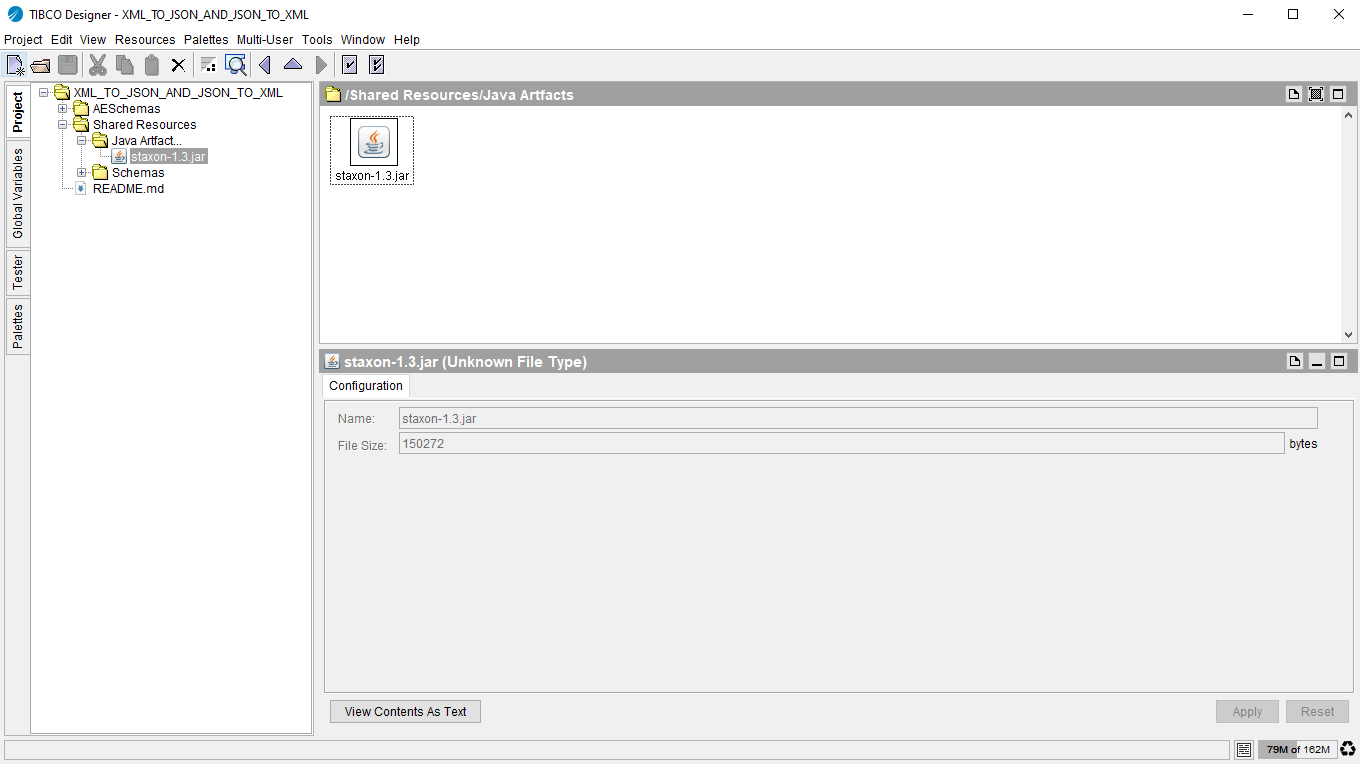 TIBCO Designer - XML_TO_JSON_AND_JSON_TO_XML
Project Edit View Resources Palettes Multi-User Tools Window Help
Project
Global Variables
Tester
Palettes
XML_TO_JSON_AND_JSON_TO_XML
AESchemas
Shared Resources
Java Artfact...
staxon-1.3.jar
Schemas
README.md
/Shared Resources/Java Artfacts
staxon-1.3.jar
staxon-1.3.jar (Unknown File Type)
Configuration
Name: staxon-1.3.jar
File Size: 150272 bytes
View Contents As Text Apply Reset
79M of 162M